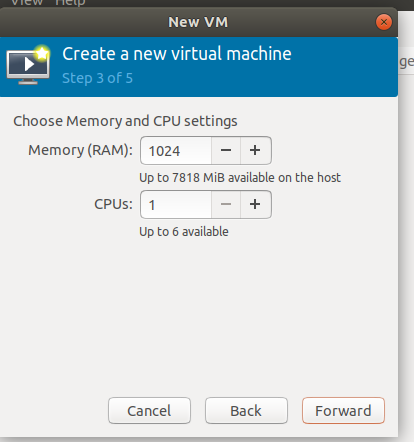 View Help
New VM
Create a new virtual machine
Step 3 of 5
ge
Choose Memory and CPU settings
Memory (RAM): 1024 − +
Up to 7818 MiB available on the host
CPUs: 1 − +
Up to 6 available
Cancel Back Forward